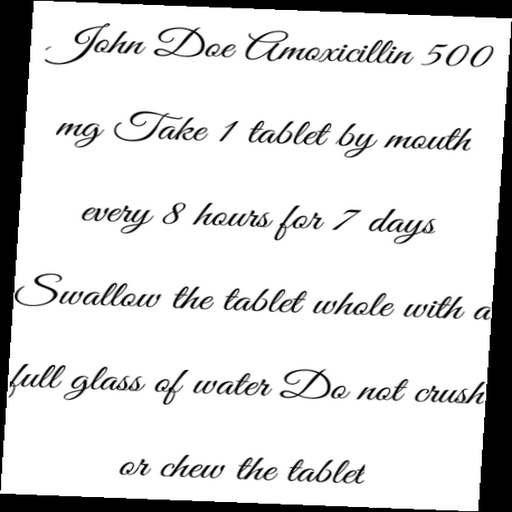 John Doe Amoxicillin 500
mg Take 1 tablet by mouth
every 8 hours for 7 days
Swallow the tablet whole with a
full glass of water Do not crush
or chew the tablet